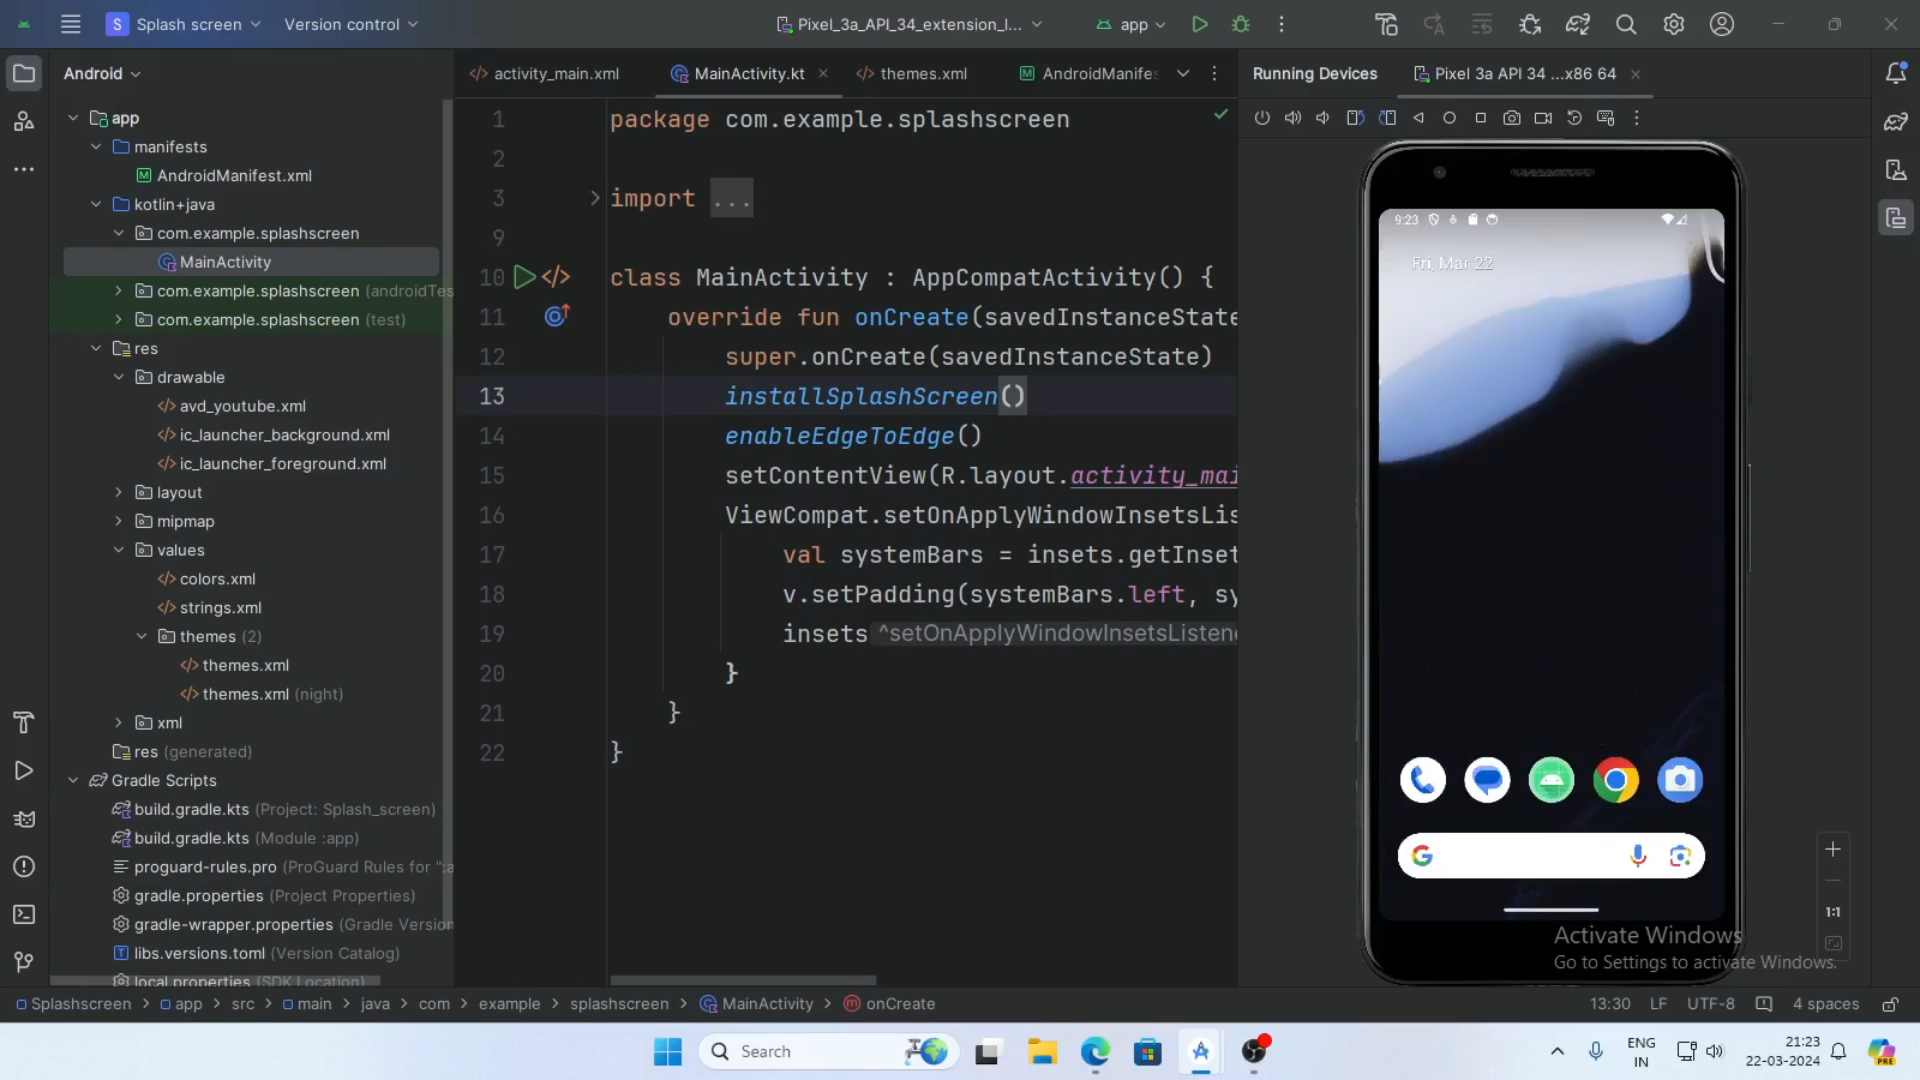 S Splash screen Version control Pixel_3a_API_34_extension_l... app
Android
activity_main.xml MainActivity.kt themes.xml AndroidManifes
Running Devices Pixel 3a API 34 ...x86 64
app
manifests
AndroidManifest.xml
kotlin+java
com.example.splashscreen
MainActivity
com.example.splashscreen (androidTes
com.example.splashscreen (test)
res
drawable
avd_youtube.xml
ic_launcher_background.xml
ic_launcher_foreground.xml
layout
mipmap
values
colors.xml
strings.xml
themes (2)
themes.xml
themes.xml (night)
xml
res (generated)
Gradle Scripts
build.gradle.kts (Project: Splash_screen)
build.gradle.kts (Module :app)
proguard-rules.pro (ProGuard Rules for ":a
gradle.properties (Project Properties)
gradle-wrapper.properties (Gradle Version
libs.versions.toml (Version Catalog)
local.properties (SDK Location)
1 package com.example.splashscreen
2
3 import ...
9
10 class MainActivity : AppCompatActivity() {
11 override fun onCreate(savedInstanceState
12 super.onCreate(savedInstanceState)
13 installSplashScreen()
14 enableEdgeToEdge()
15 setContentView(R.layout.activity_mai
16 ViewCompat.setOnApplyWindowInsetsLis
17 val systemBars = insets.getInset
18 v.setPadding(systemBars.left, sy
19 insets ^setOnApplyWindowInsetsListene
20 }
21 }
22 }
9:23
Fri, Mar 22
1:1
Activate Windows
Go to Settings to activate Windows.
Splashscreen > app > src > main > java > com > example > splashscreen > MainActivity > onCreate
13:30 LF UTF-8 4 spaces
Search
ENG
IN
21:23
22-03-2024
PRE